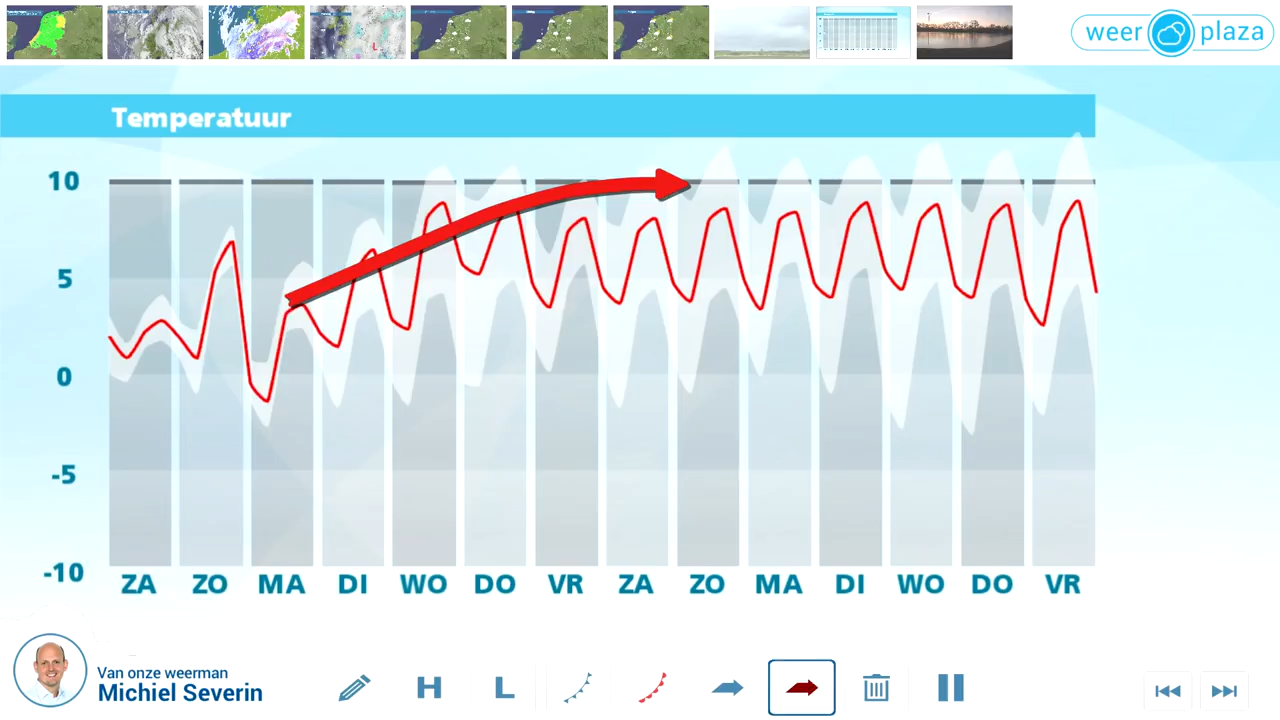 weer plaza
Temperatuur
10
5
0
-5
-10
ZA ZO MA DI WO DO VR ZA ZO MA DI WO DO VR
Van onze weerman
Michiel Severin
H L